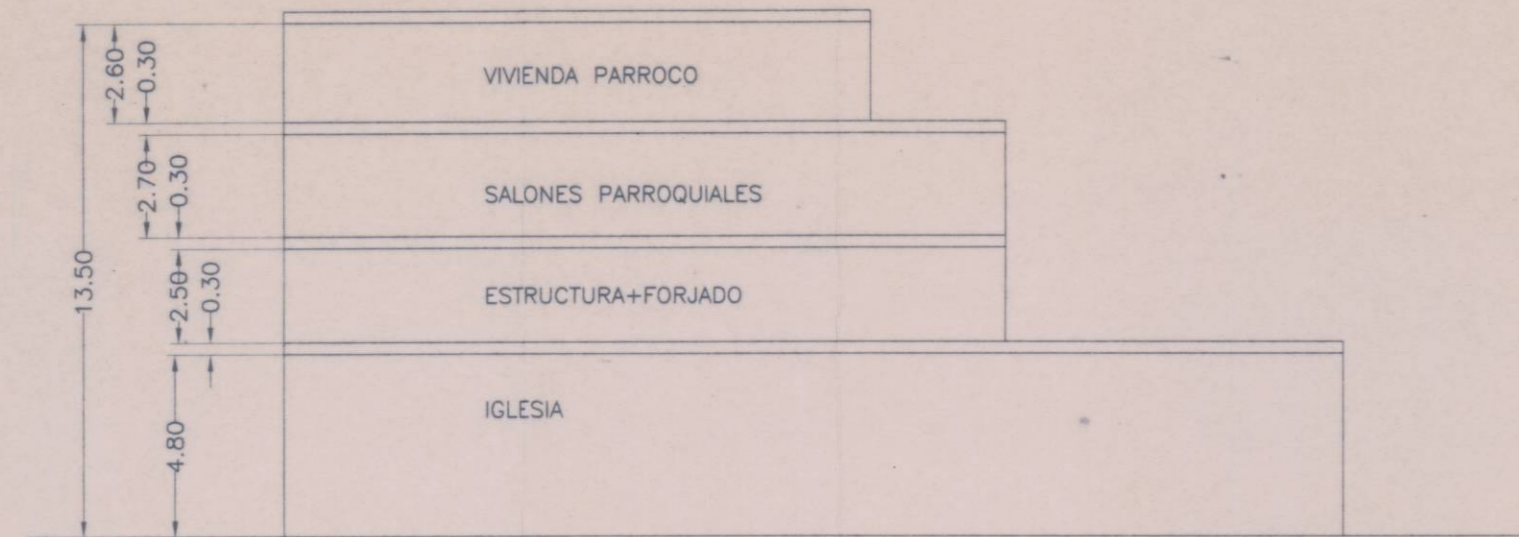 2.60
0.30
VIVIENDA PARROCO
2.70
0.30
SALONES PARROQUIALES
13.50
2.50
0.30
ESTRUCTURA+FORJADO
4.80
IGLESIA